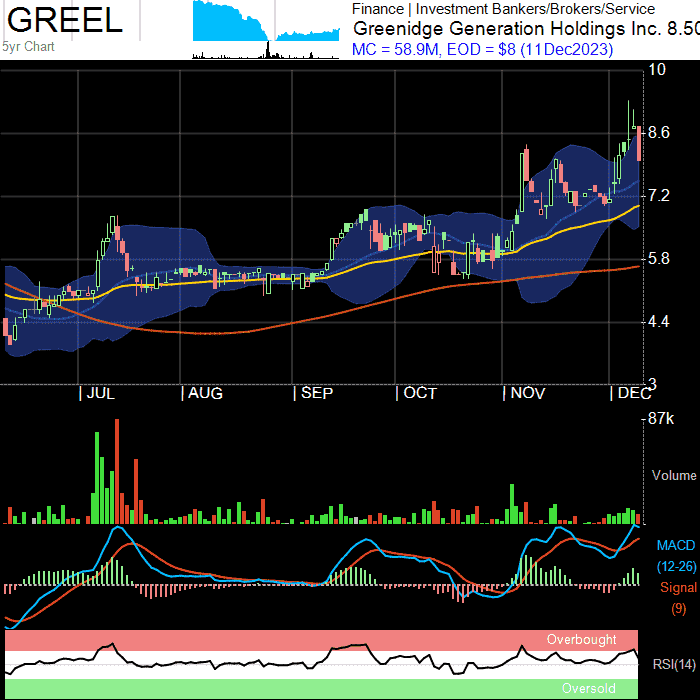 GREEL
5yr Chart
Finance | Investment Bankers/Brokers/Service
Greenidge Generation Holdings Inc. 8.50
MC = 58.9M, EOD = $8 (11Dec2023)
10
8.6
7.2
5.8
4.4
3
| JUL | AUG | SEP | OCT | NOV | DEC
87k
Volume
MACD
(12-26)
Signal
(9)
Overbought
RSI(14)
Oversold